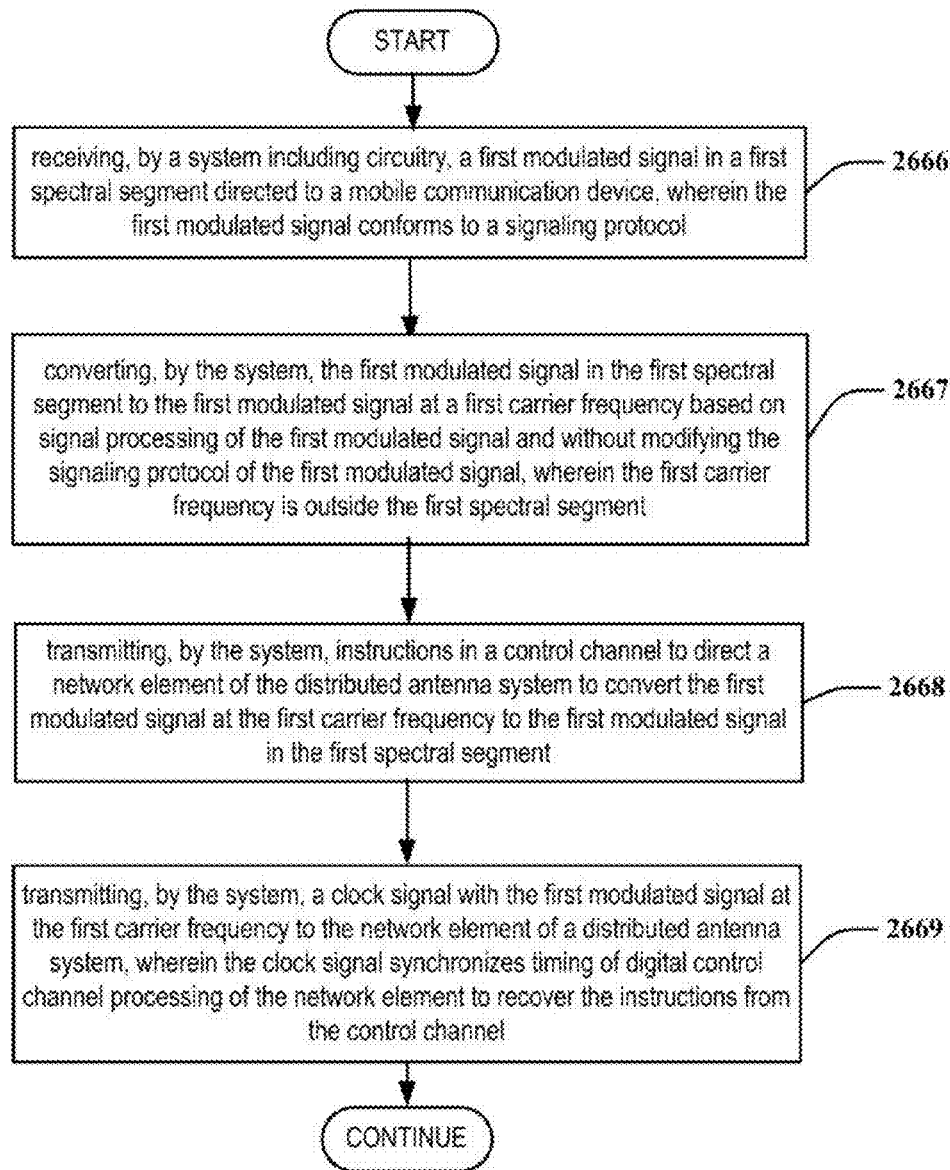 START
receiving, by a system including circuitry, a first modulated signal in a first
spectral segment directed to a mobile communication device, wherein the
first modulated signal conforms to a signaling protocol
2666
converting, by the system, the first modulated signal in the first spectral
segment to the first modulated signal at a first carrier frequency based on
signal processing of the first modulated signal and without modifying the
signaling protocol of the first modulated signal, wherein the first carrier
frequency is outside the first spectral segment
2667
transmitting, by the system, instructions in a control channel to direct a
network element of the distributed antenna system to convert the first
modulated signal at the first carrier frequency to the first modulated signal
in the first spectral segment
2668
transmitting, by the system, a clock signal with the first modulated signal at
the first carrier frequency to the network element of a distributed antenna
system, wherein the clock signal synchronizes timing of digital control
channel processing of the network element to recover the instructions from
the control channel
2669
CONTINUE